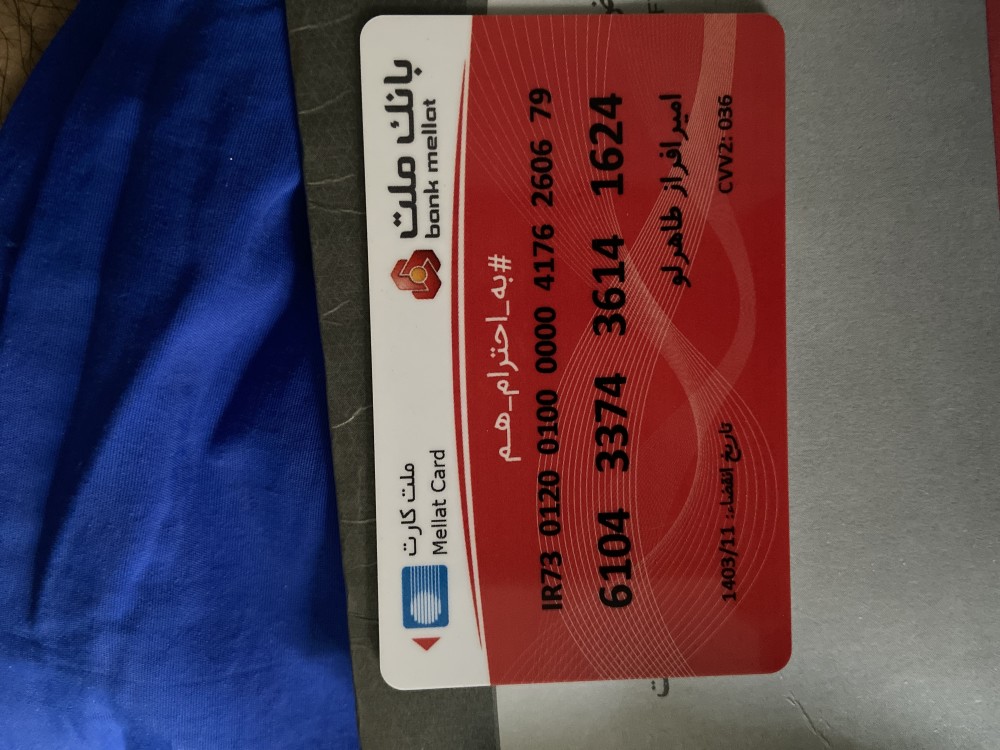 بانک ملت
bank mellat
ملت کارت
Mellat Card
#به_احترام_هم
IR73 0120 0100 0000 4176 2606 79
6104 3374 3614 1624
امیرافراز طاهرلو
تاریخ انقضاء: 1403/11
CVV2: 036